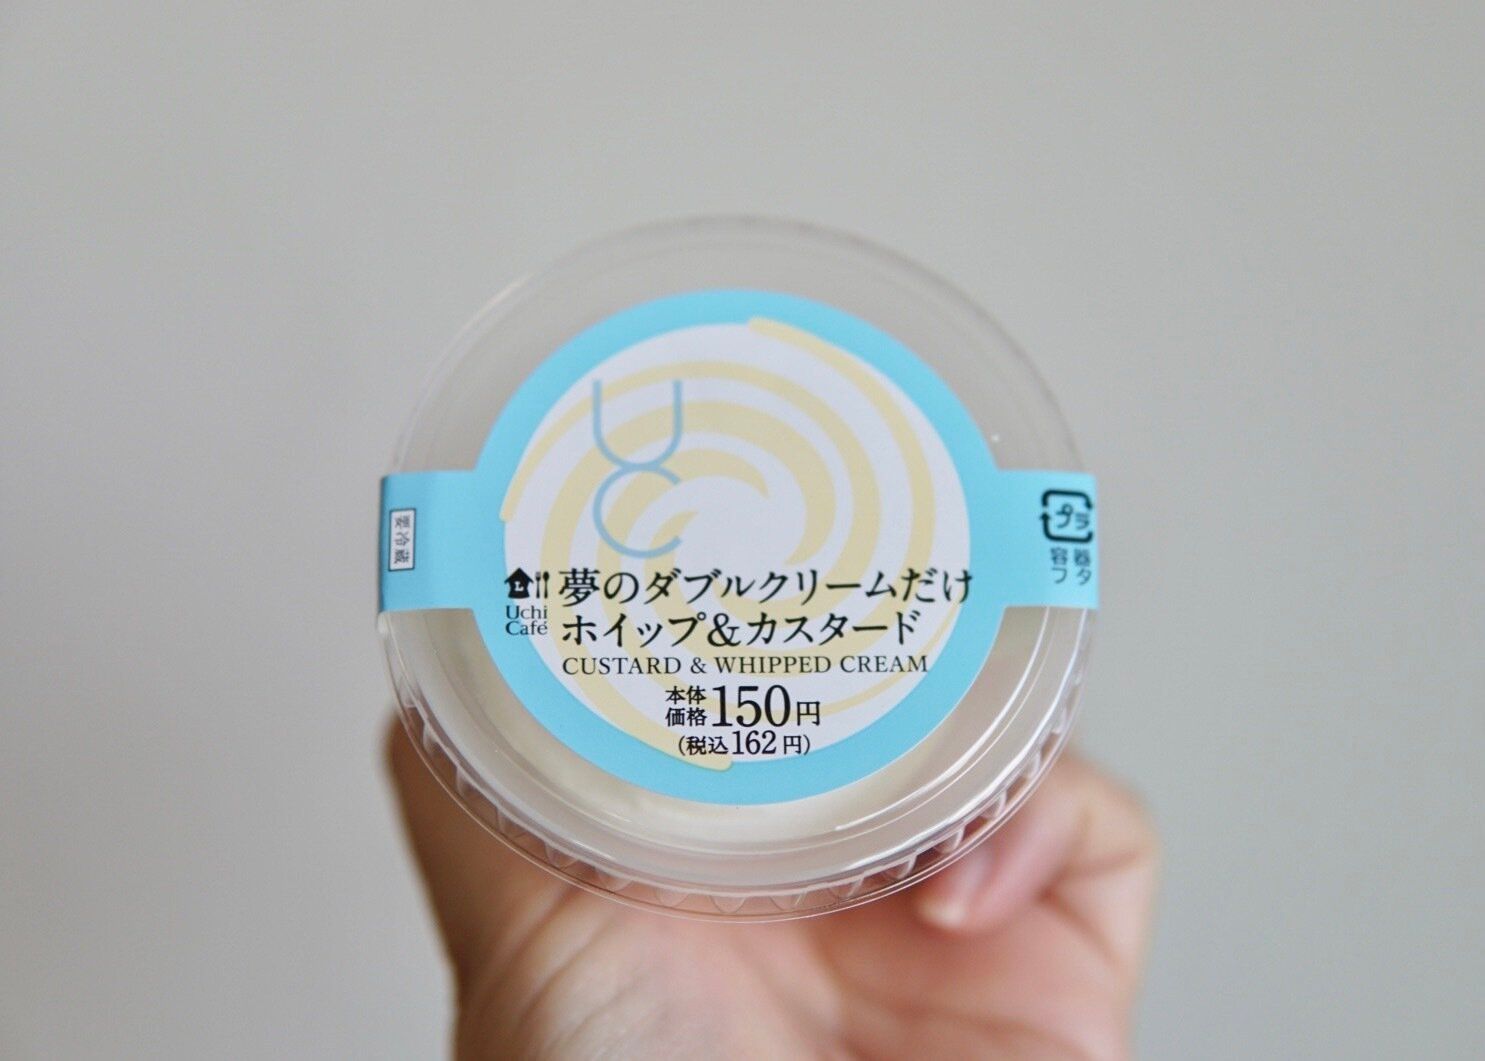 UC
要冷蔵
プラ
容器
フタ
Uchi
Café
夢のダブルクリームだけ
ホイップ&カスタード
CUSTARD & WHIPPED CREAM
本体
価格150円
(税込162円)